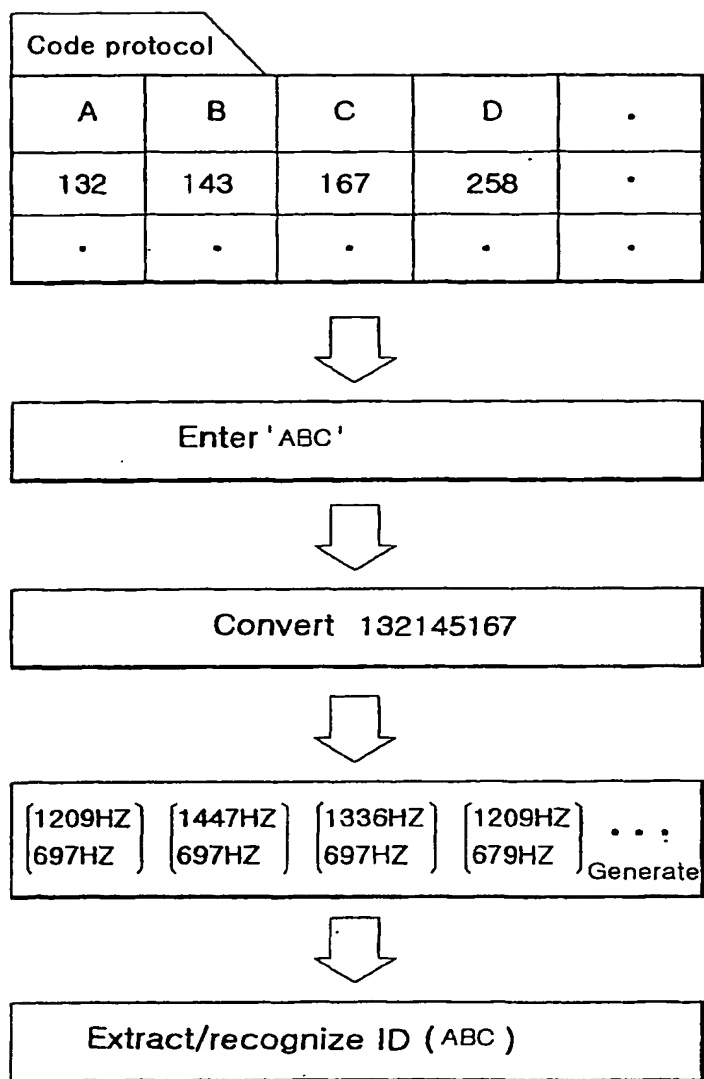 Code protocol
A B C D .
132 143 167 258 .
. . . . .
Enter 'ABC'
Convert 132145167
1209HZ 1447HZ 1336HZ 1209HZ . . .
697HZ 697HZ 697HZ 679HZ Generate
Extract/recognize ID (ABC)